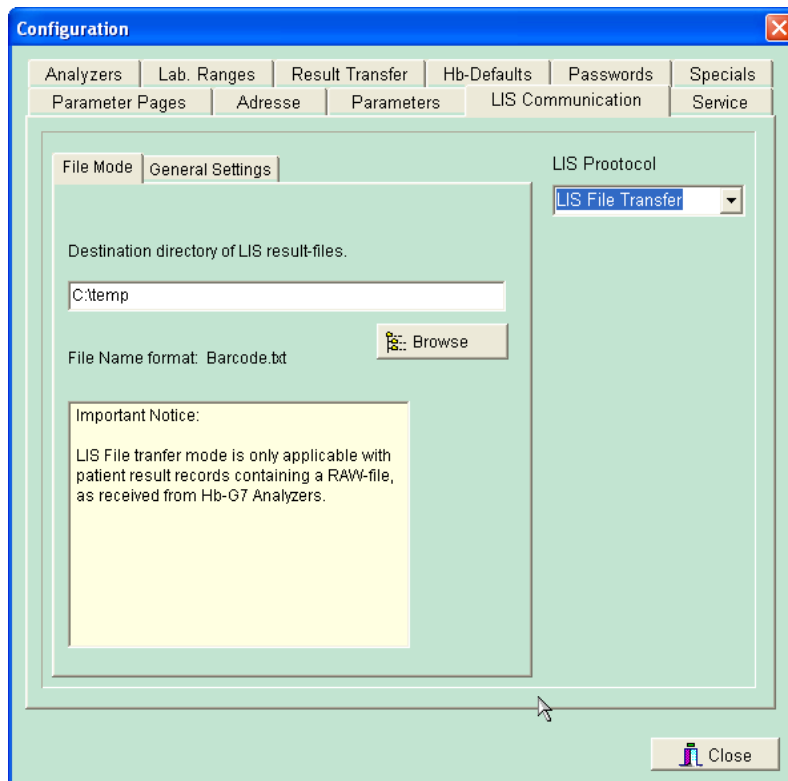 Configuration
Analyzers Lab. Ranges Result Transfer Hb-Defaults Passwords Specials
Parameter Pages Adresse Parameters LIS Communication Service
File Mode General Settings
LIS Prootocol
LIS File Transfer
Destination directory of LIS result-files.
C:\temp
Browse
File Name format: Barcode.txt
Important Notice:
LIS File tranfer mode is only applicable with
patient result records containing a RAW-file,
as received from Hb-G7 Analyzers.
Close